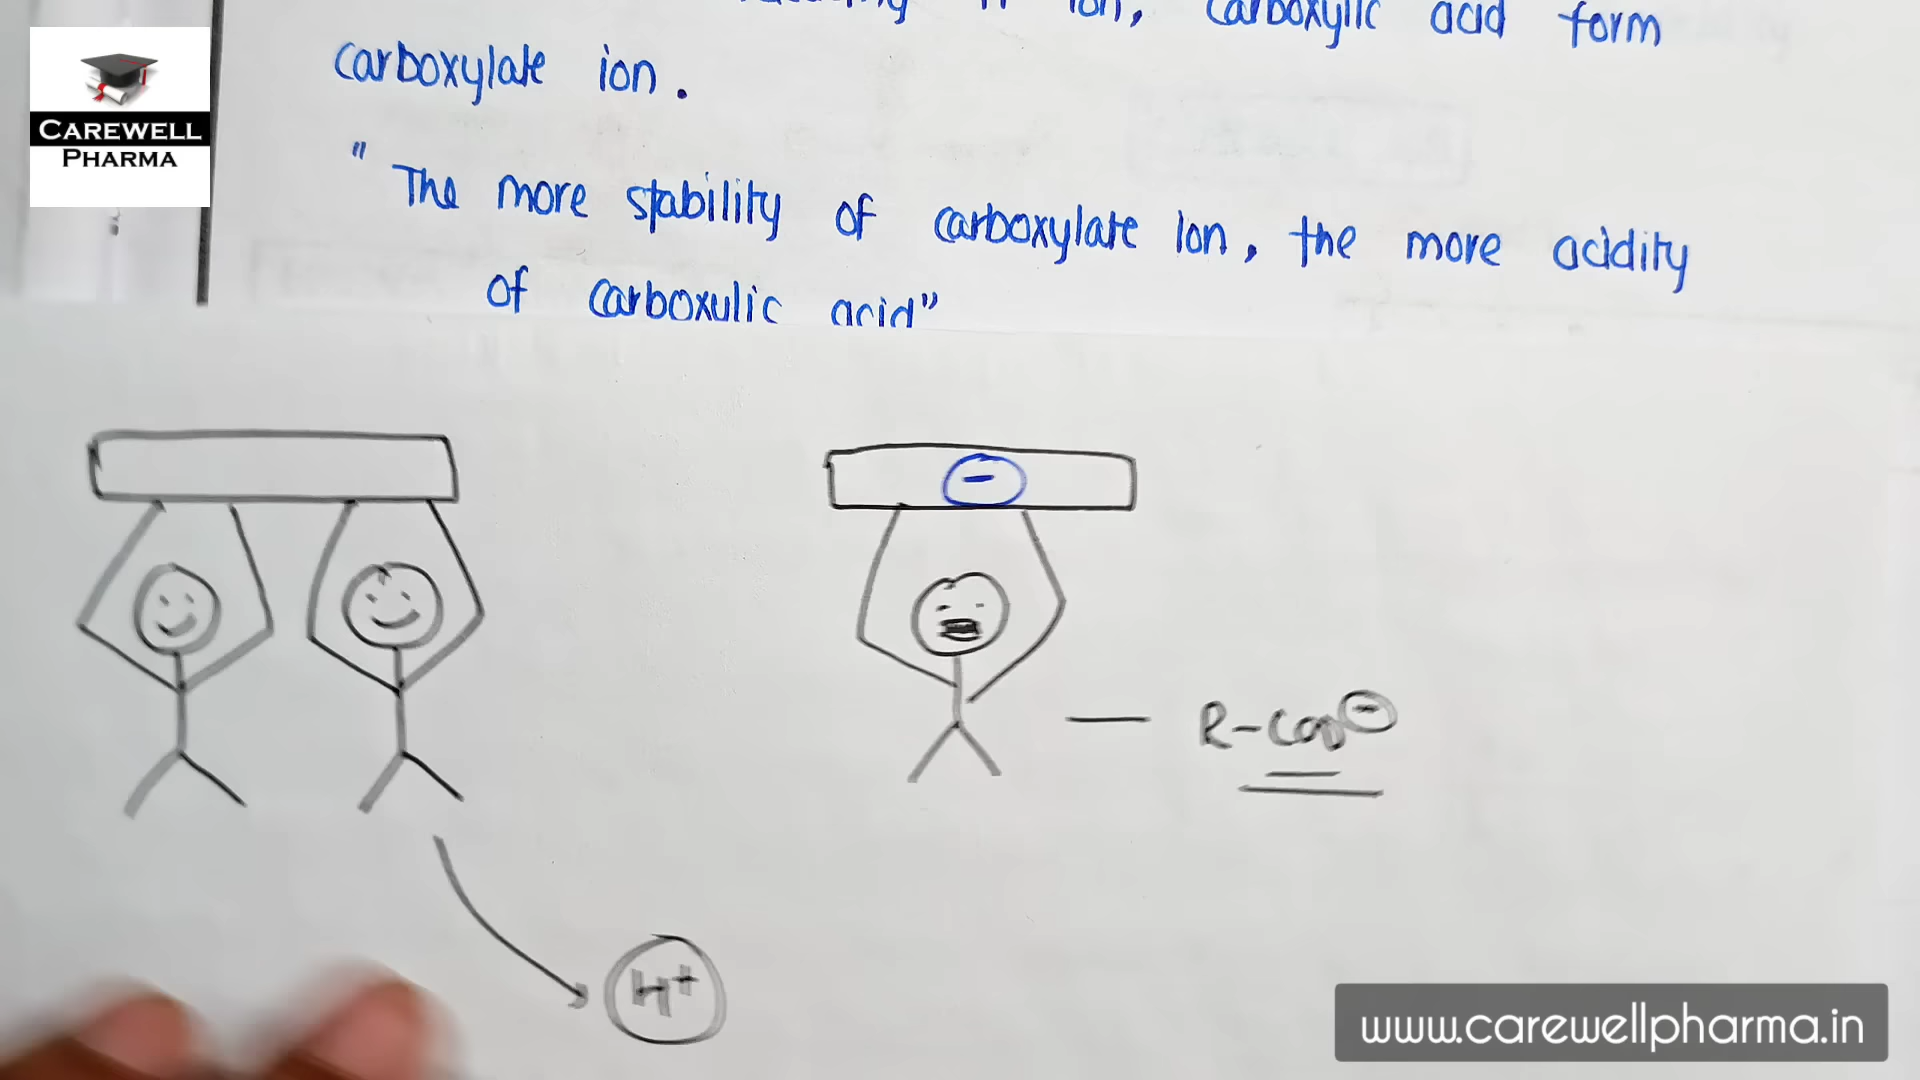 ion, carboxylic acid form
carboxylate ion.
CAREWELL
PHARMA
"The more stability of carboxylate Ion, the more acidity
of carboxulic acid"
-
R-COO-
H+
www.carewellpharma.in